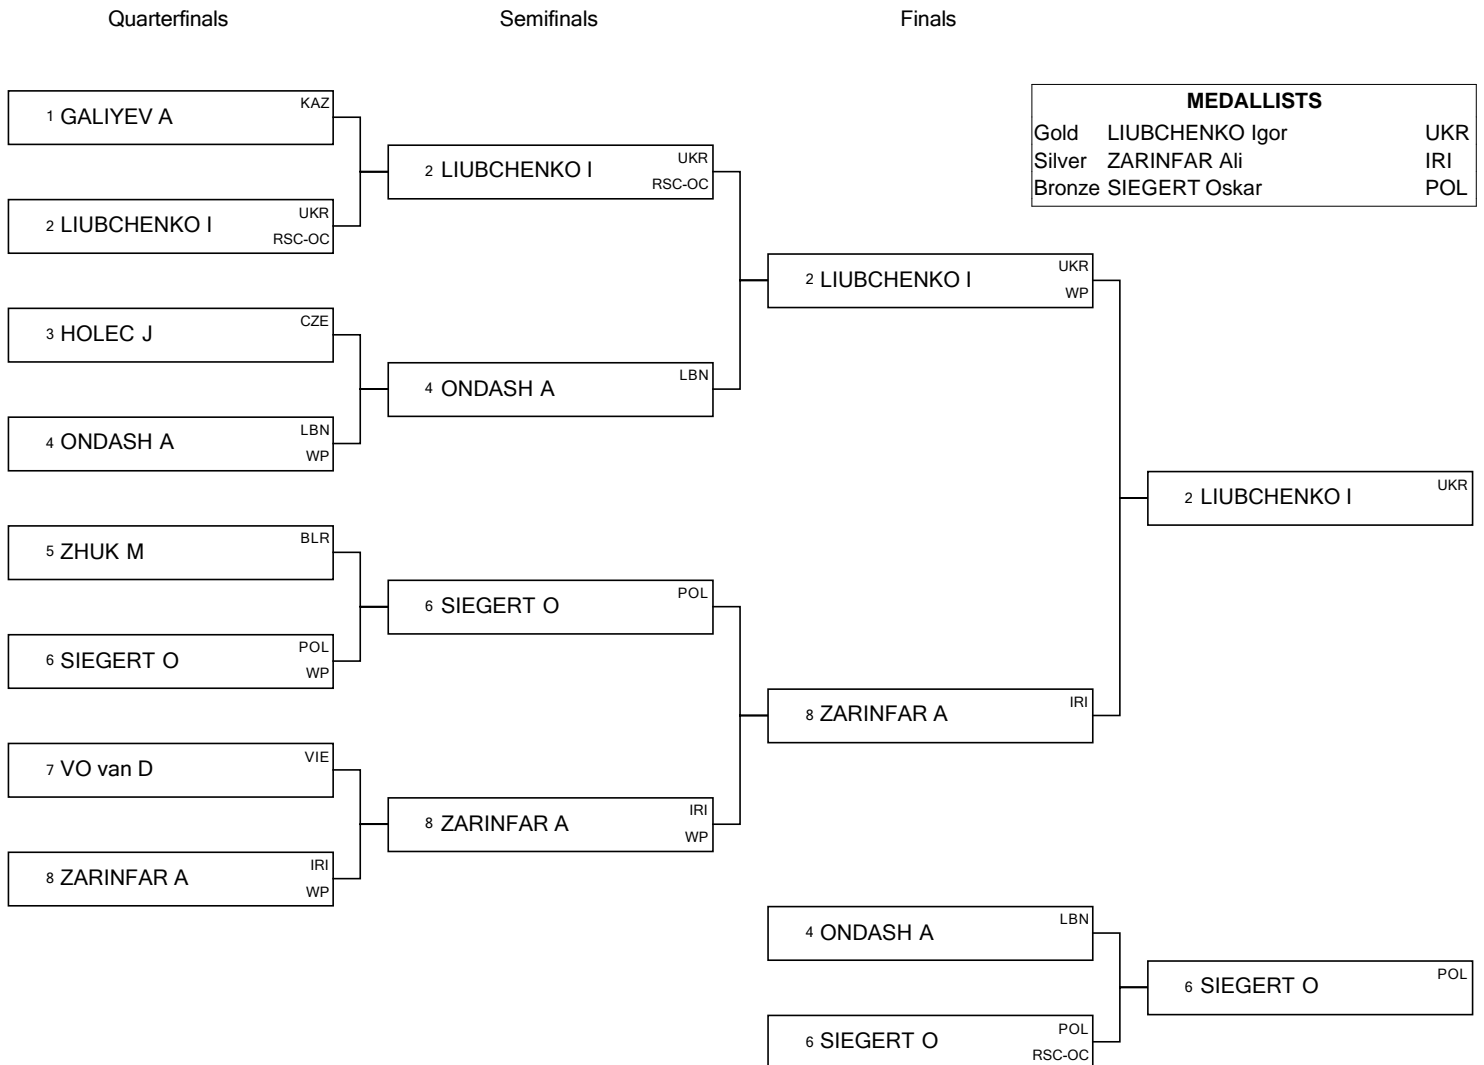 Quarterfinals
Semifinals
Finals
1 GALIYEV A KAZ
2 LIUBCHENKO I UKR
RSC-OC
3 HOLEC J CZE
4 ONDASH A LBN
WP
5 ZHUK M BLR
6 SIEGERT O POL
WP
7 VO van D VIE
8 ZARINFAR A IRI
WP
2 LIUBCHENKO I UKR
RSC-OC
4 ONDASH A LBN
6 SIEGERT O POL
8 ZARINFAR A IRI
WP
2 LIUBCHENKO I UKR
WP
8 ZARINFAR A IRI
4 ONDASH A LBN
6 SIEGERT O POL
RSC-OC
MEDALLISTS
Gold LIUBCHENKO Igor UKR
Silver ZARINFAR Ali IRI
Bronze SIEGERT Oskar POL
2 LIUBCHENKO I UKR
6 SIEGERT O POL